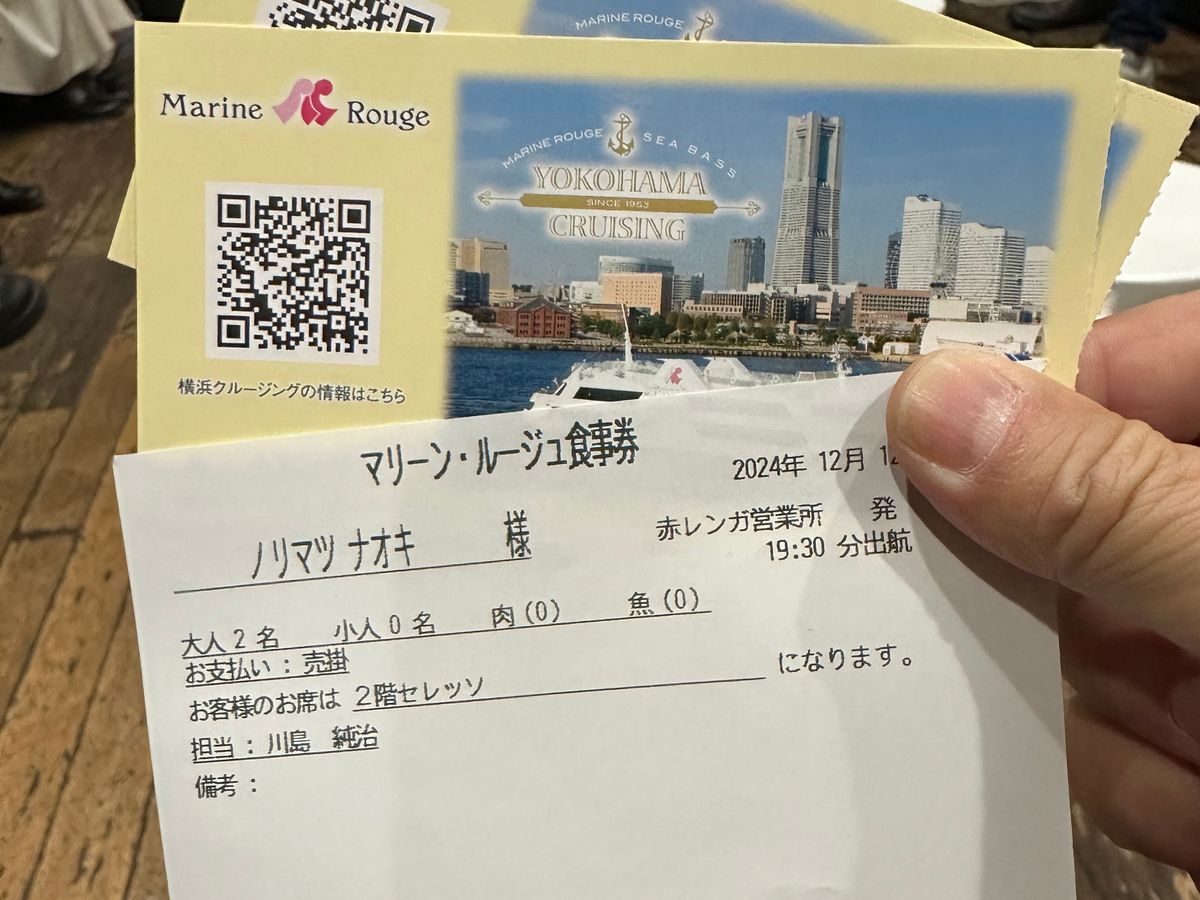 MARINE ROUGE
Marine Rouge
MARINE ROUGE SEA BASS
YOKOHAMA
SINCE 1953
CRUISING
横浜クルージングの情報はこちら
マリーン・ルージュ食事券
2024年 12月
ノリマツ ナオキ 様
赤レンガ営業所 発
19:30 分出航
大人2名 小人0名 肉(0) 魚(0)
お支払い:売掛
お客様のお席は 2階セレッソ になります。
担当:川島 純治
備考: